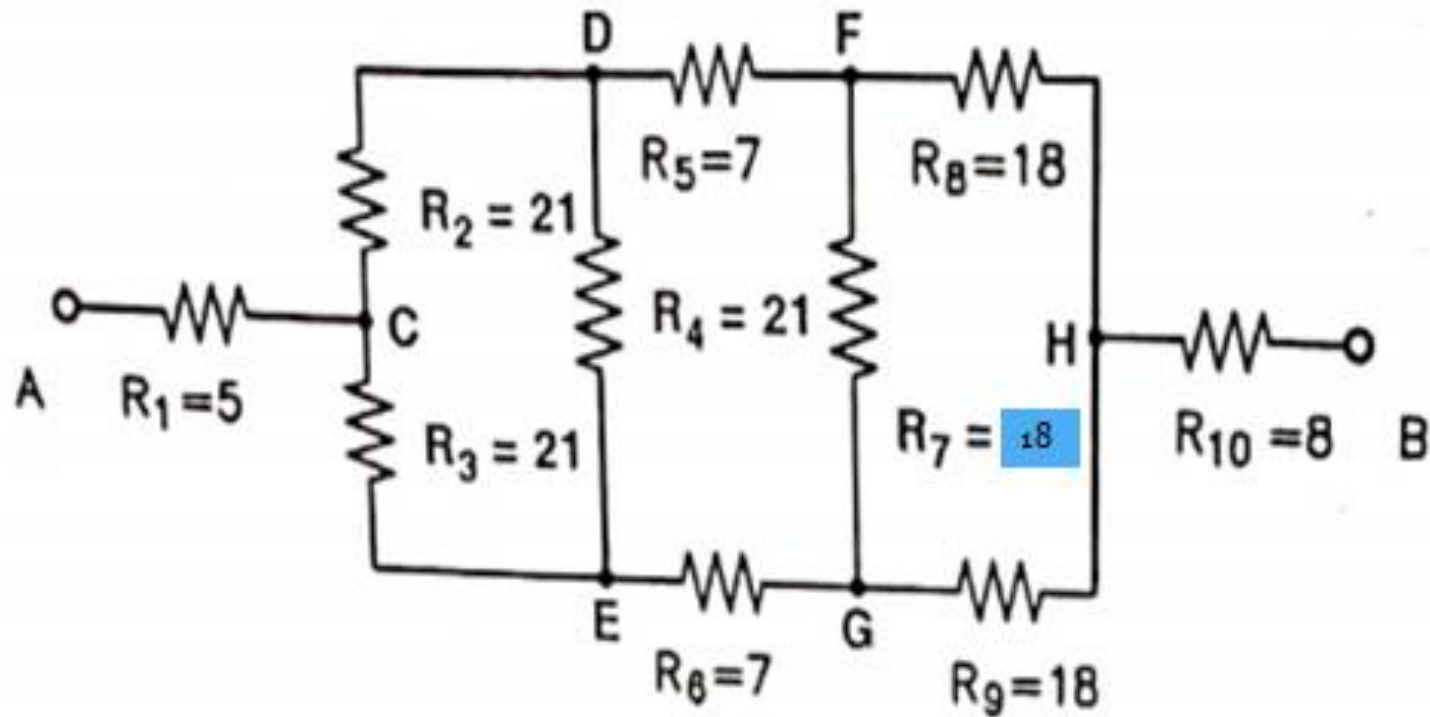 D F
R5=7 R8=18
R2 = 21
C R4 = 21 H
A R1=5 R3 = 21 R7 = 18 R10 =8 B
E G
R6=7 R9=18